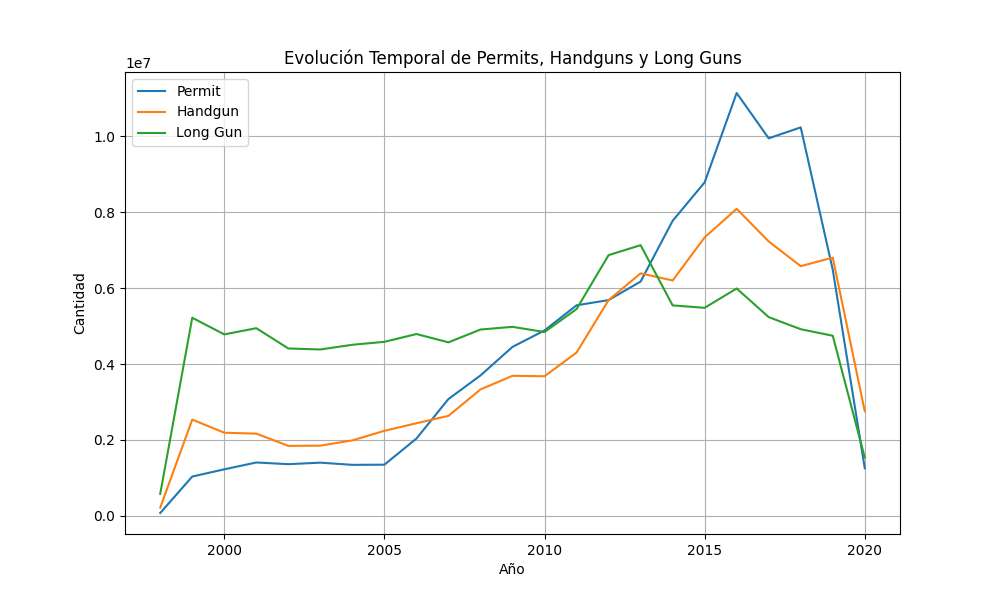 Evolución Temporal de Permits, Handguns y Long Guns
1e7
Permit
Handgun
Long Gun
1.0
0.8
0.6
0.4
0.2
0.0
Cantidad
2000 2005 2010 2015 2020
Año